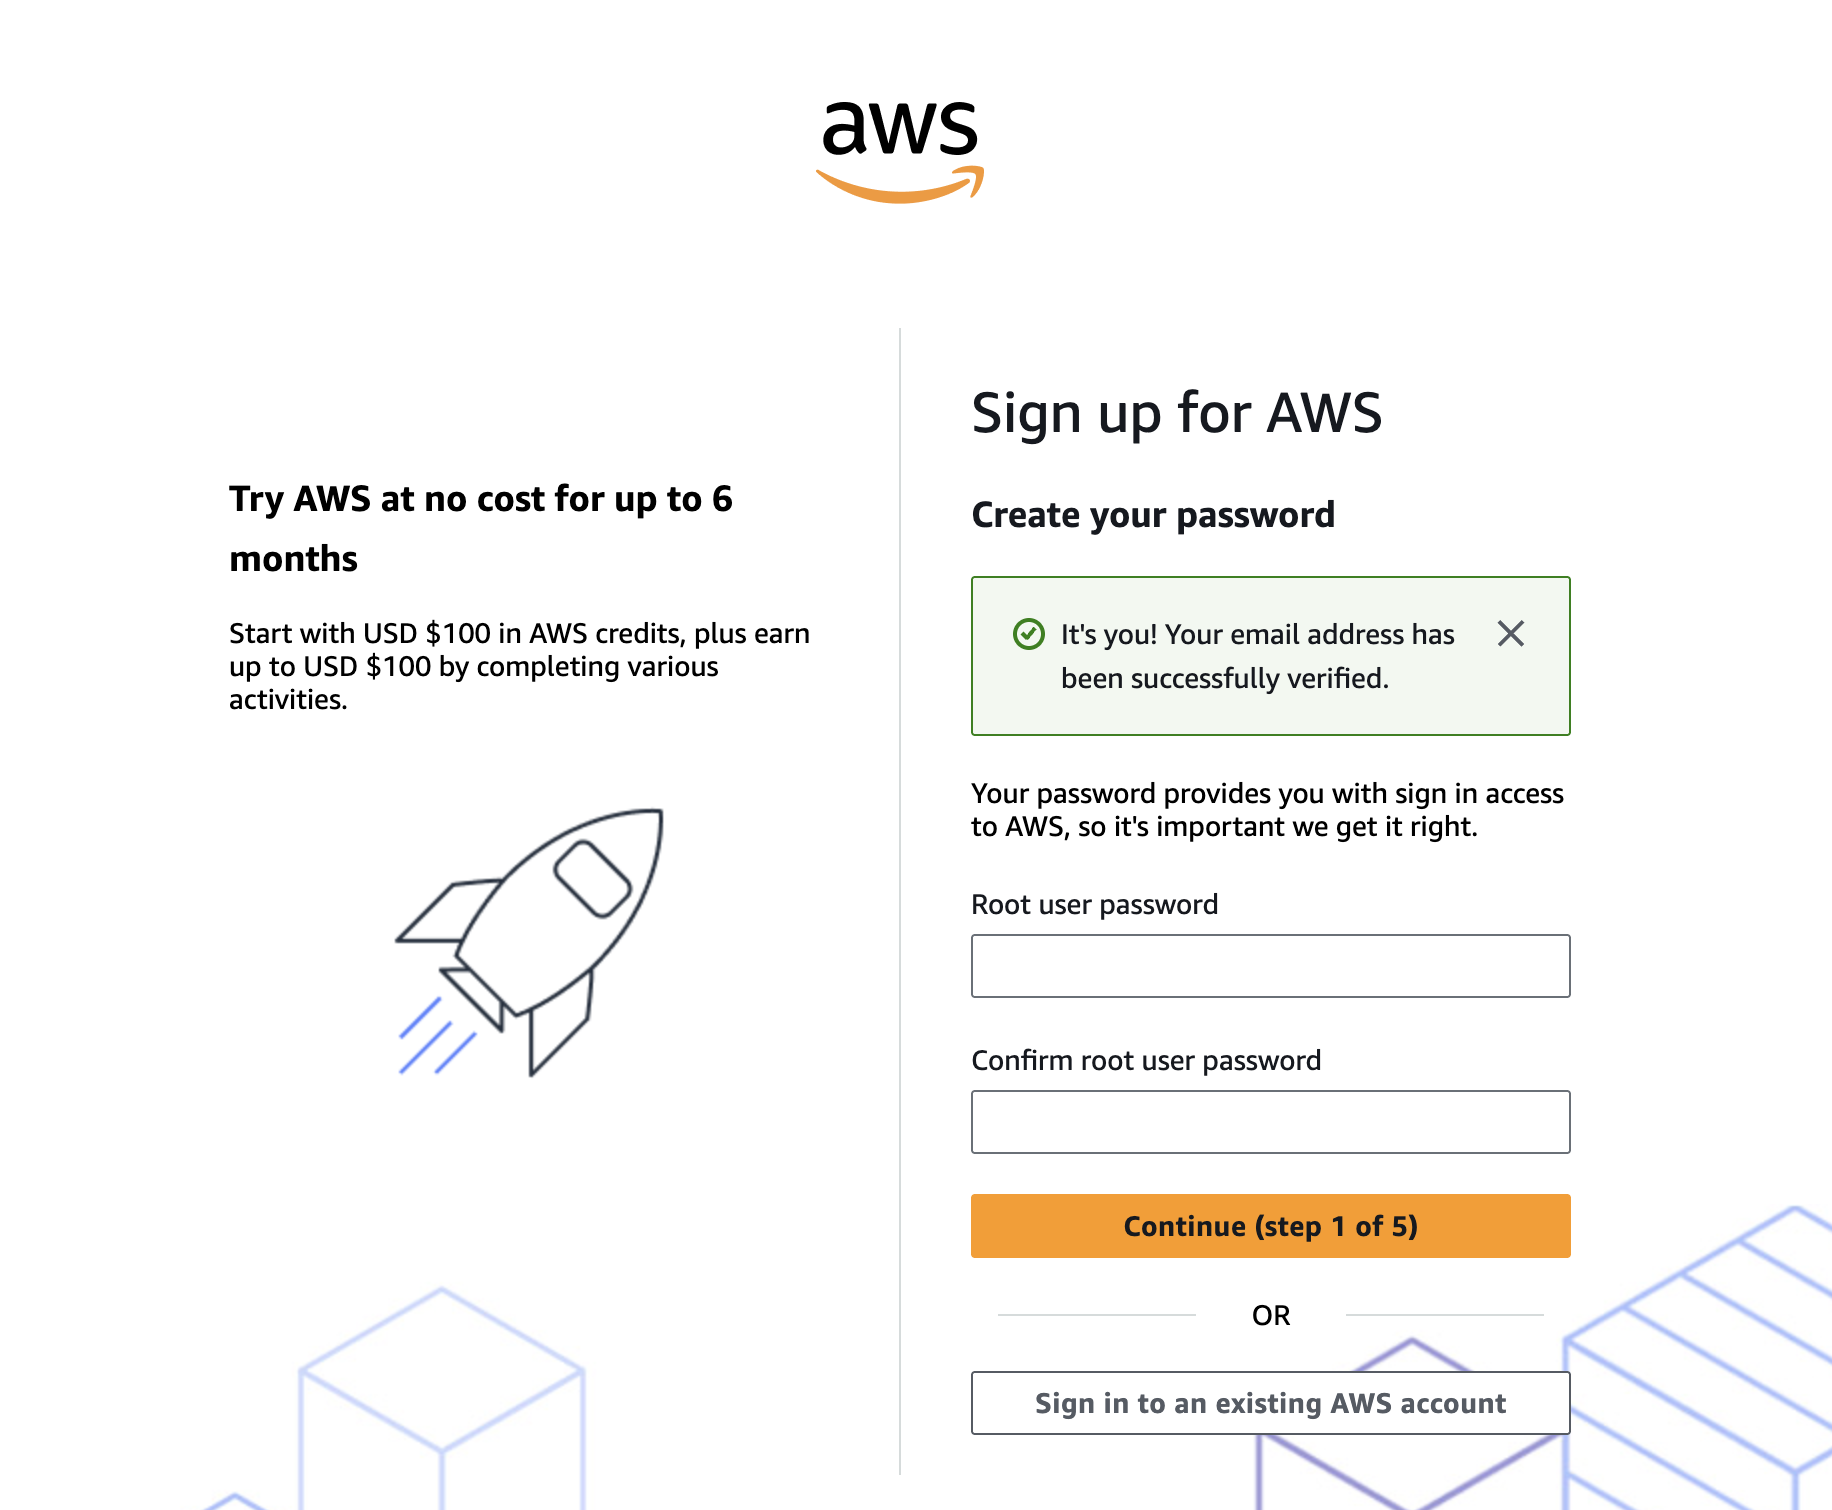 aws
Try AWS at no cost for up to 6
months
Start with USD $100 in AWS credits, plus earn
up to USD $100 by completing various
activities.
Sign up for AWS
Create your password
It's you! Your email address has
been successfully verified.
Your password provides you with sign in access
to AWS, so it's important we get it right.
Root user password
Confirm root user password
Continue (step 1 of 5)
OR
Sign in to an existing AWS account